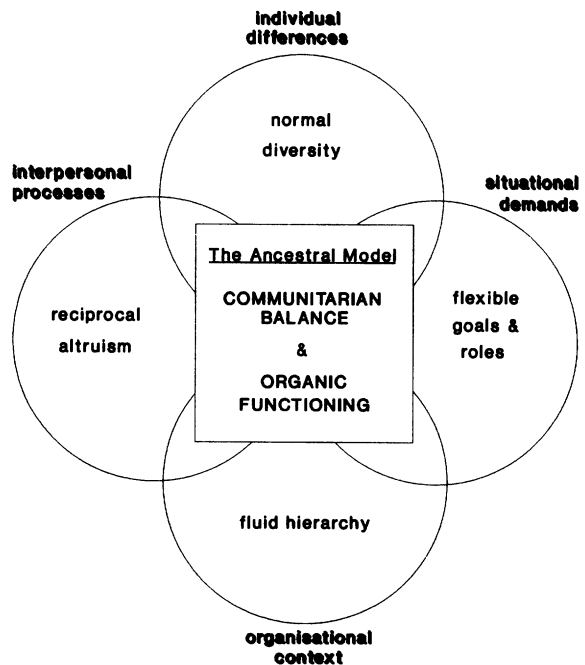 individual
differences
normal
diversity
interpersonal
processes
situational
demands
The Ancestral Model
COMMUNITARIAN
BALANCE
&
ORGANIC
FUNCTIONING
reciprocal
altruism
flexible
goals &
roles
fluid hierarchy
organisational
context